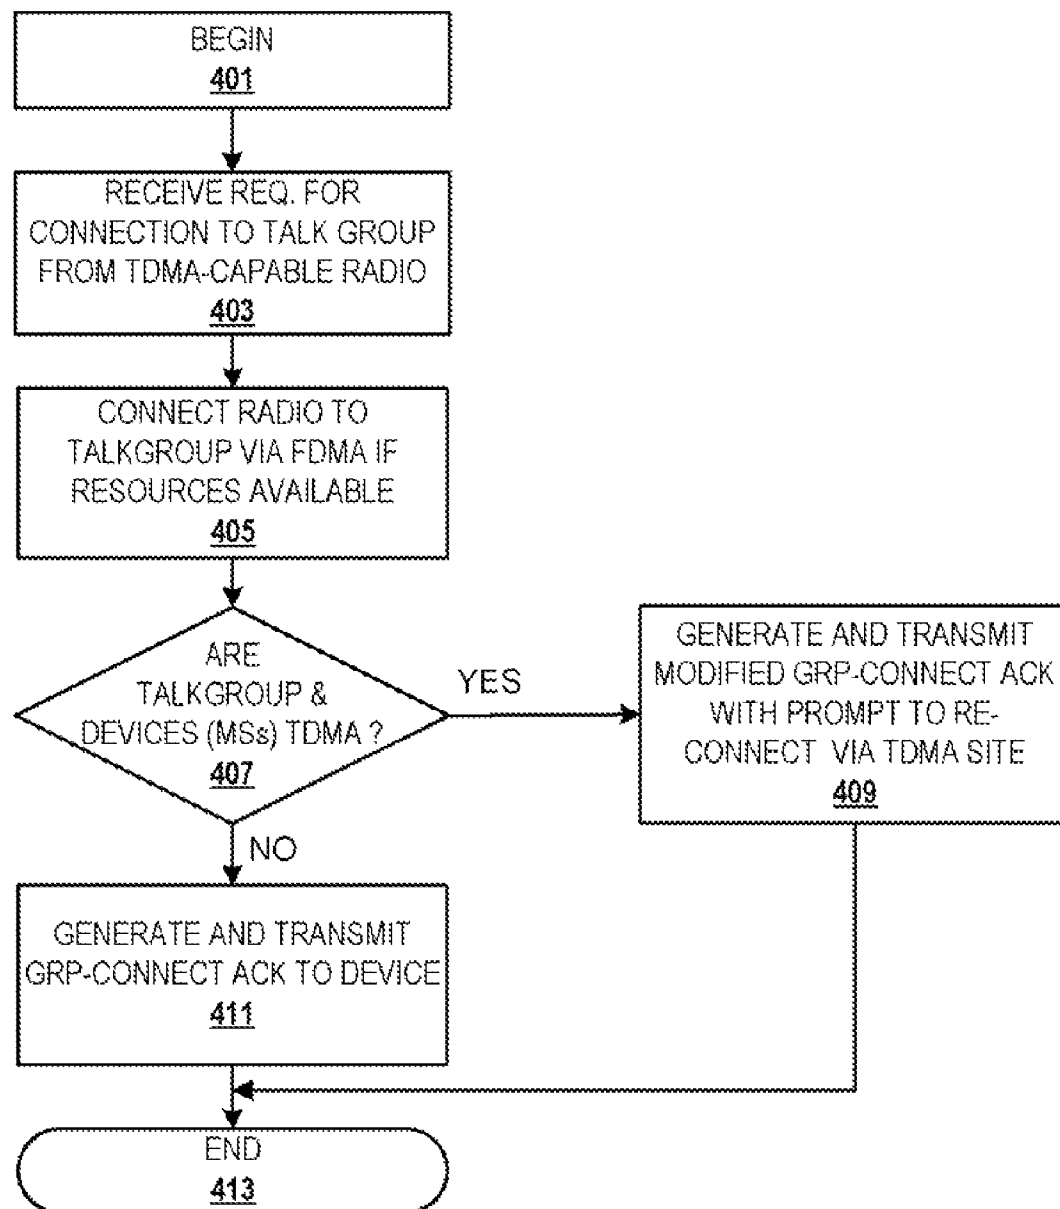 BEGIN
401
RECEIVE REQ. FOR
CONNECTION TO TALK GROUP
FROM TDMA-CAPABLE RADIO
403
CONNECT RADIO TO
TALKGROUP VIA FDMA IF
RESOURCES AVAILABLE
405
ARE
TALKGROUP &
DEVICES (MSs) TDMA ?
407
YES
GENERATE AND TRANSMIT
MODIFIED GRP-CONNECT ACK
WITH PROMPT TO RE-
CONNECT VIA TDMA SITE
409
NO
GENERATE AND TRANSMIT
GRP-CONNECT ACK TO DEVICE
411
END
413